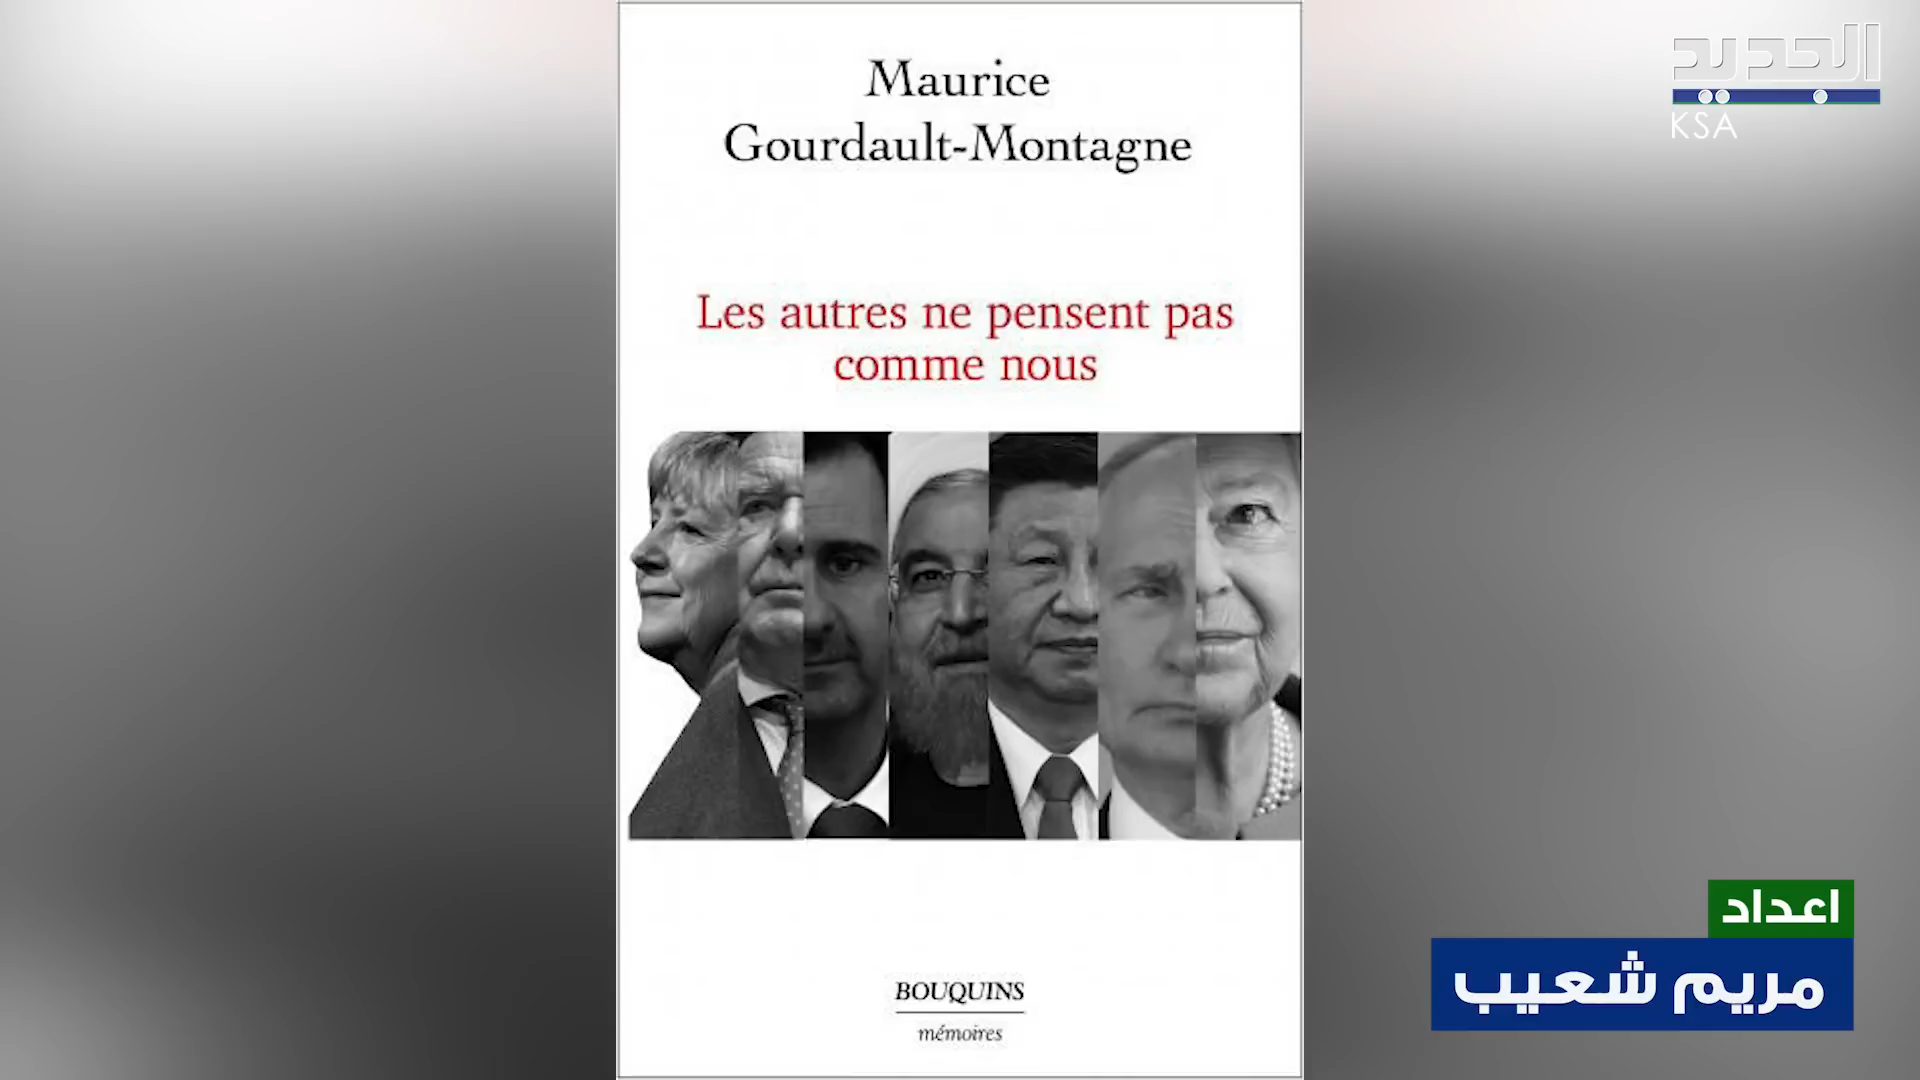 Maurice
Gourdault-Montagne
Les autres ne pensent pas
comme nous
BOUQUINS
mémoires
الجديد
KSA
اعداد
مريم شعيب